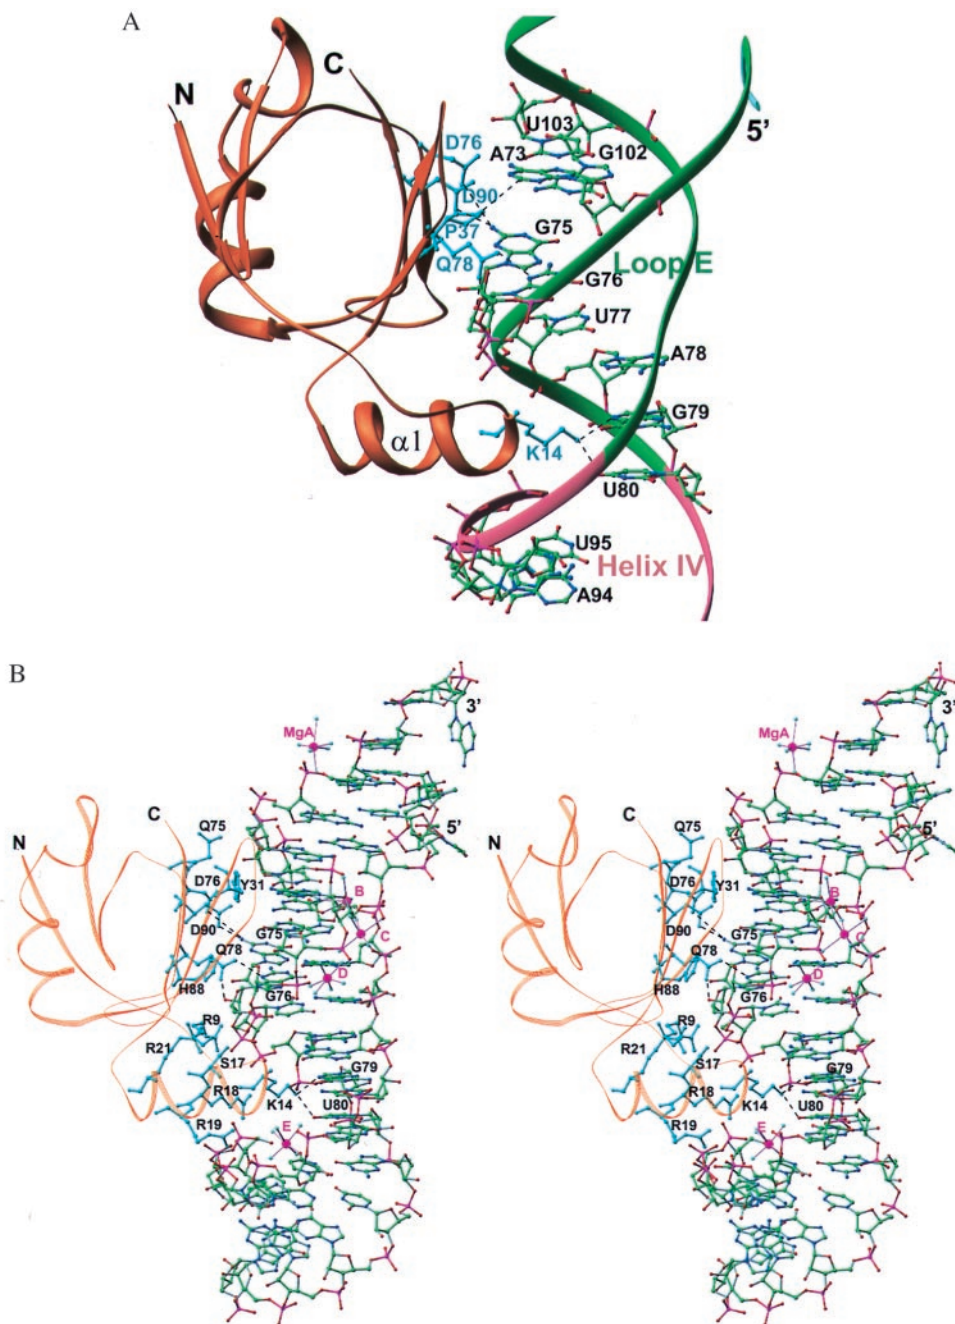 A
N
C
D76
D90
P37
Q78
U103
A73
G102
5'
G75
Loop E
G76
U77
A78
G79
K14
α1
U80
U95
Helix IV
A94
B
3'
MgA
5'
C
N
Q75
D76
Y31
B
D90
G75
C
Q78
D
H88
G76
R9
R21
S17
G79
R18
K14
U80
R19
E
3'
MgA
5'
C
N
Q75
D76
Y31
B
D90
G75
C
Q78
D
H88
G76
R9
R21
S17
G79
R18
K14
U80
R19
E